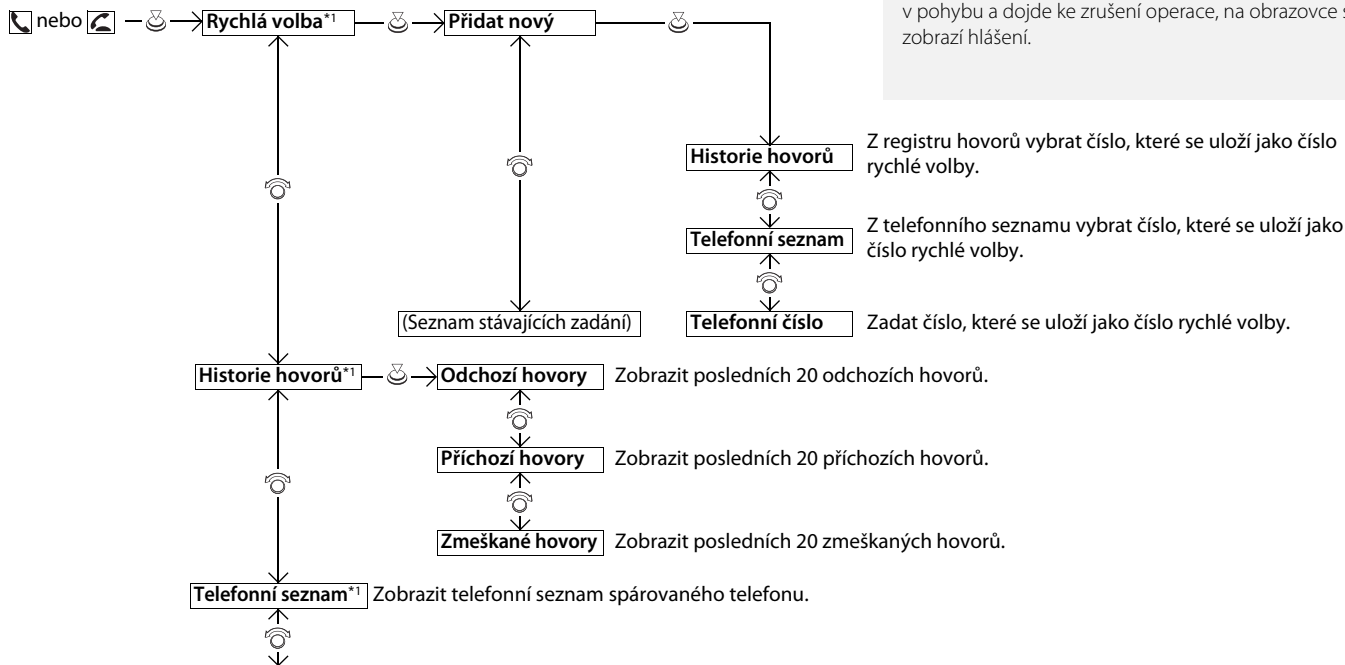 nebo
Rychlá volba*1
Přidat nový
v pohybu a dojde ke zrušení operace, na obrazovce
zobrazí hlášení.
Historie hovorů
Z registru hovorů vybrat číslo, které se uloží jako číslo
rychlé volby.
Telefonní seznam
Z telefonního seznamu vybrat číslo, které se uloží jako
číslo rychlé volby.
(Seznam stávajících zadání)
Telefonní číslo
Zadat číslo, které se uloží jako číslo rychlé volby.
Historie hovorů*1
Odchozí hovory
Zobrazit posledních 20 odchozích hovorů.
Příchozí hovory
Zobrazit posledních 20 příchozích hovorů.
Zmeškané hovory
Zobrazit posledních 20 zmeškaných hovorů.
Telefonní seznam*1
Zobrazit telefonní seznam spárovaného telefonu.